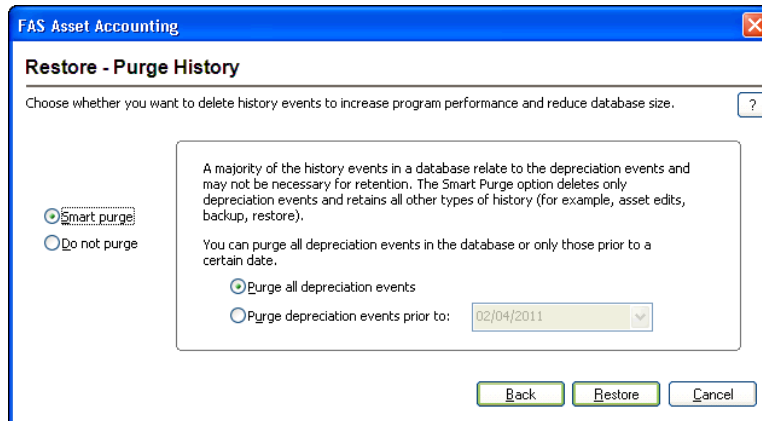 FAS Asset Accounting
Restore - Purge History
Choose whether you want to delete history events to increase program performance and reduce database size.
?
A majority of the history events in a database relate to the depreciation events and
may not be necessary for retention. The Smart Purge option deletes only
depreciation events and retains all other types of history (for example, asset edits,
backup, restore).
Smart purge
Do not purge
You can purge all depreciation events in the database or only those prior to a
certain date.
Purge all depreciation events
Purge depreciation events prior to: 02/04/2011
Back Restore Cancel